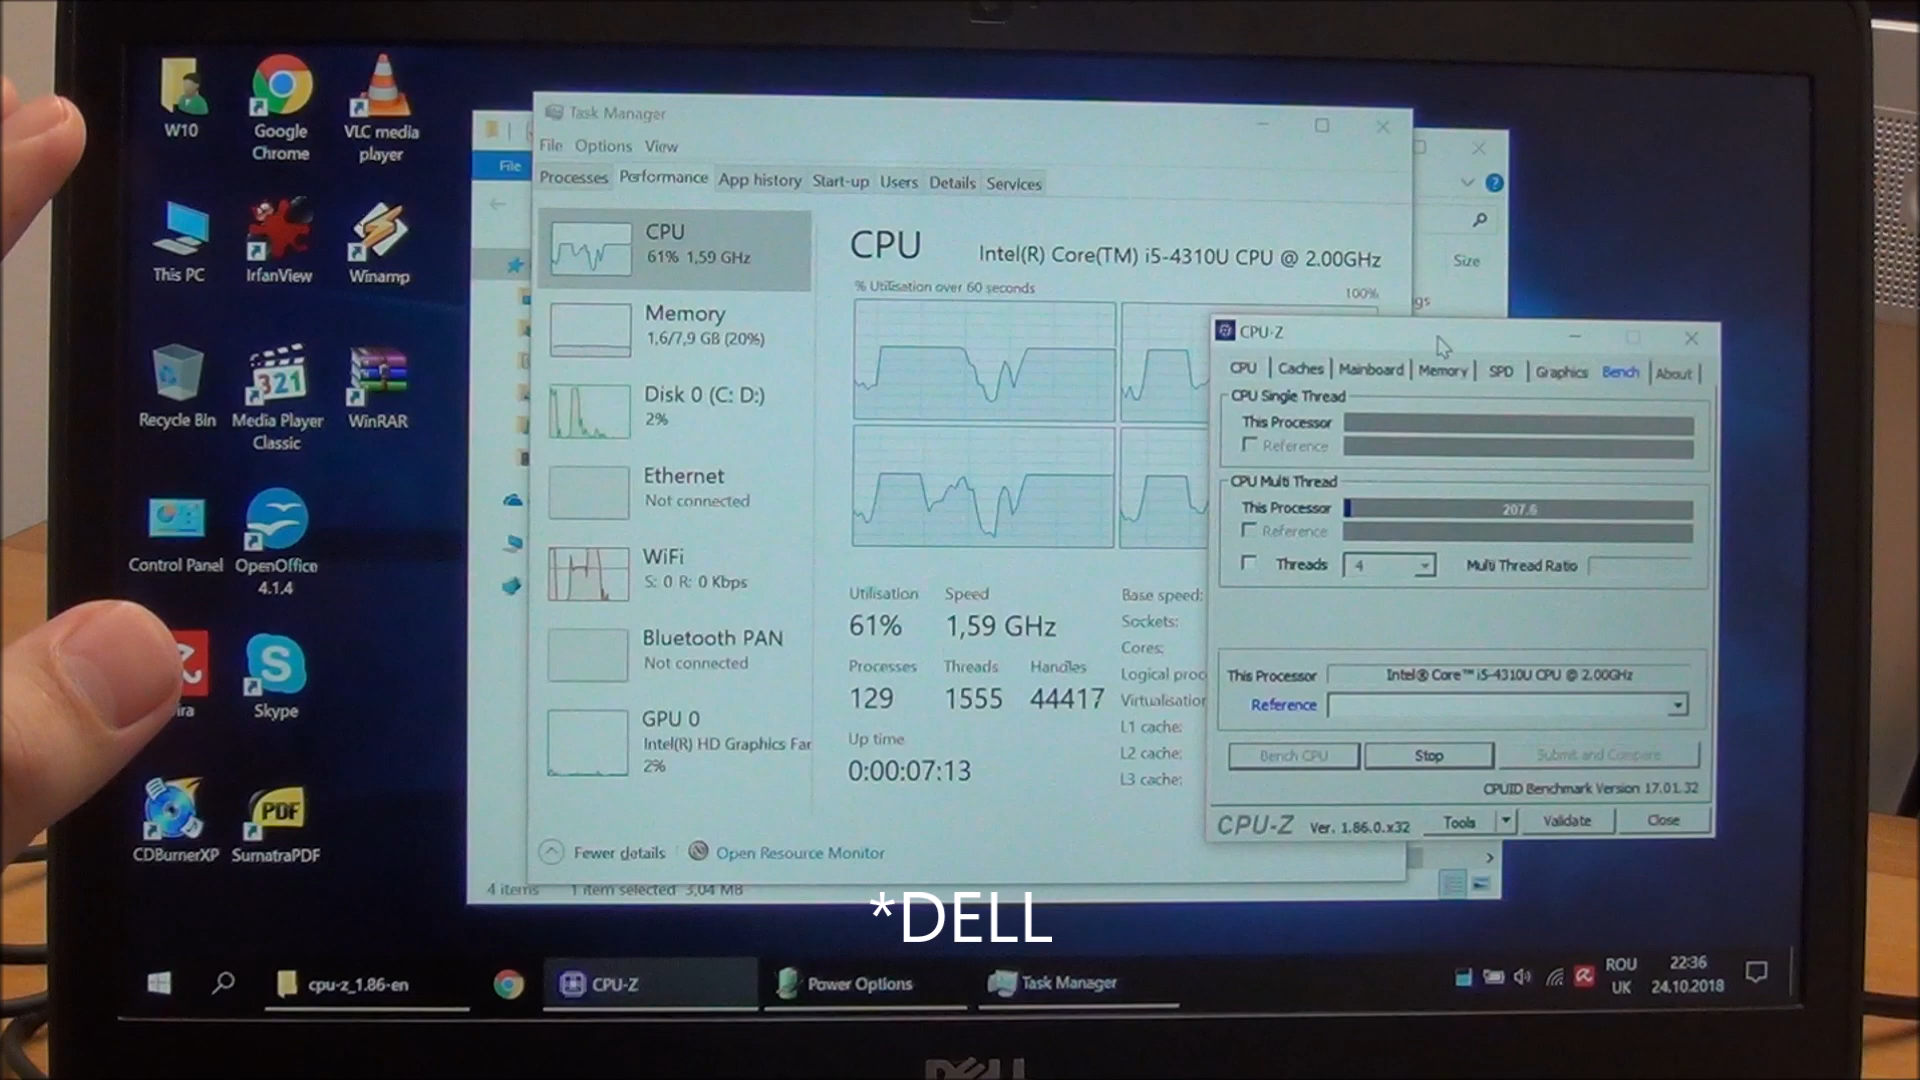 W10
Google
Chrome
VLC media
player
This PC
IrfanView
Winamp
Recycle Bin
Media Player
Classic
321
WinRAR
Control Panel
OpenOffice
4.1.4
ira
Skype
CDBurnerXP
PDF
SumatraPDF
File
Size
gs
4 items
1 item selected 3,04 MB
Task Manager
File Options View
Processes Performance App history Start-up Users Details Services
CPU
61% 1,59 GHz
Memory
1,6/7,9 GB (20%)
Disk 0 (C: D:)
2%
Ethernet
Not connected
WiFi
S: 0 R: 0 Kbps
Bluetooth PAN
Not connected
GPU 0
Intel(R) HD Graphics Far
2%
CPU
Intel(R) Core(TM) i5-4310U CPU @ 2.00GHz
% Utilisation over 60 seconds
100%
Utilisation Speed
61% 1,59 GHz
Processes Threads Handles
129 1555 44417
Up time
0:00:07:13
Base speed:
Sockets:
Cores:
Logical proc
Virtualisation
L1 cache:
L2 cache:
L3 cache:
Fewer details
Open Resource Monitor
CPU-Z
CPU Caches Mainboard Memory SPD Graphics Bench About
CPU Single Thread
This Processor
Reference
CPU Multi Thread
This Processor 207.6
Reference
Threads 4 Multi Thread Ratio
This Processor Intel® Core™ i5-4310U CPU @ 2.00GHz
Reference
Bench CPU Stop Submit and Compare
CPUID Benchmark Version 17.01.32
CPU-Z Ver. 1.86.0.x32 Tools Validate Close
*DELL
cpu-z_1.86-en
CPU-Z
Power Options
Task Manager
ROU
UK
22:36
24.10.2018
DELL